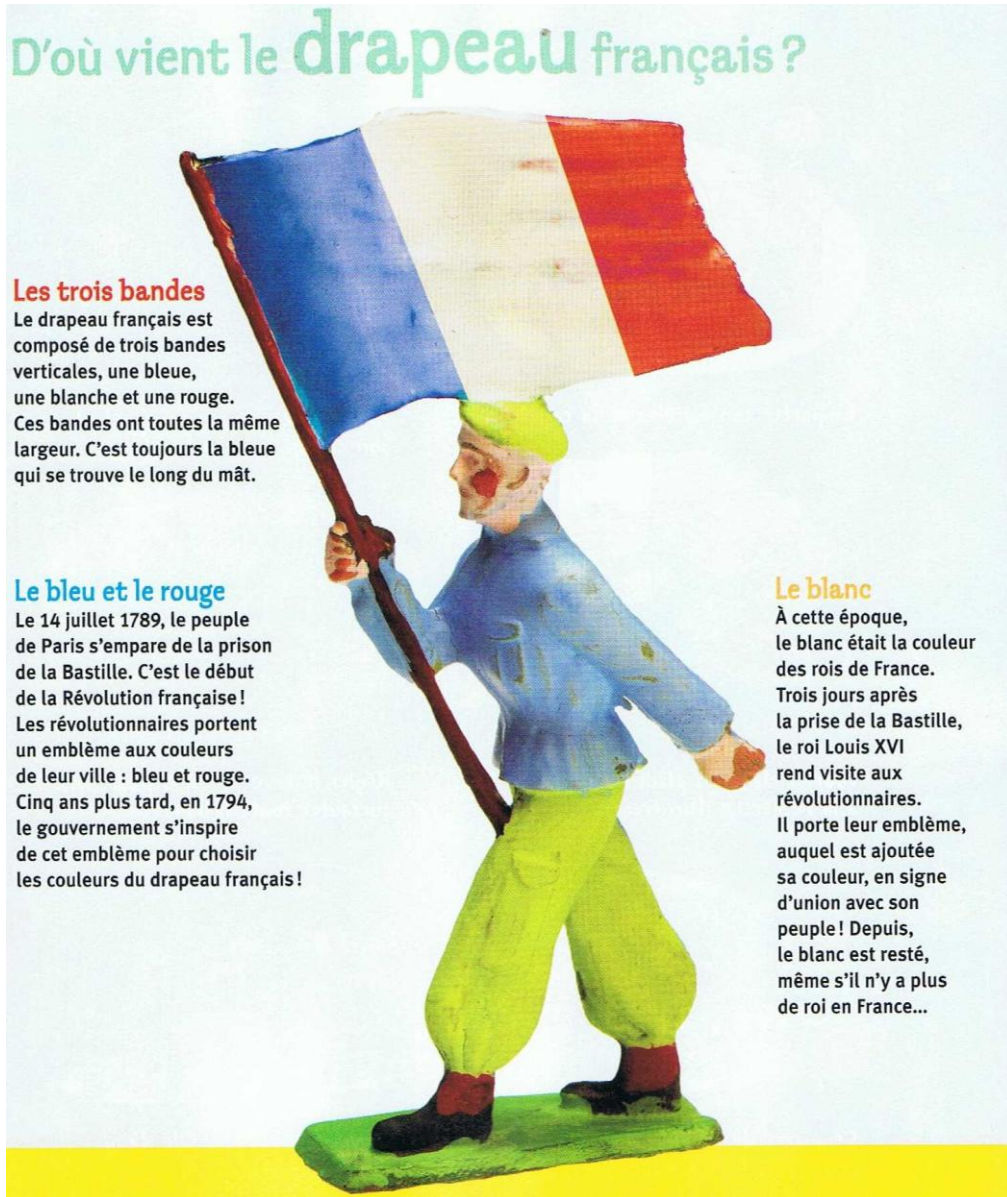 D'où vient le drapeau français ?
Les trois bandes
Le drapeau français est
composé de trois bandes
verticales, une bleue,
une blanche et une rouge.
Ces bandes ont toutes la même
largeur. C'est toujours la bleue
qui se trouve le long du mât.
Le bleu et le rouge
Le 14 juillet 1789, le peuple
de Paris s'empare de la prison
de la Bastille. C'est le début
de la Révolution française !
Les révolutionnaires portent
un emblème aux couleurs
de leur ville : bleu et rouge.
Cinq ans plus tard, en 1794,
le gouvernement s'inspire
de cet emblème pour choisir
les couleurs du drapeau français !
Le blanc
À cette époque,
le blanc était la couleur
des rois de France.
Trois jours après
la prise de la Bastille,
le roi Louis XVI
rend visite aux
révolutionnaires.
Il porte leur emblème,
auquel est ajoutée
sa couleur, en signe
d'union avec son
peuple ! Depuis,
le blanc est resté,
même s'il n'y a plus
de roi en France...